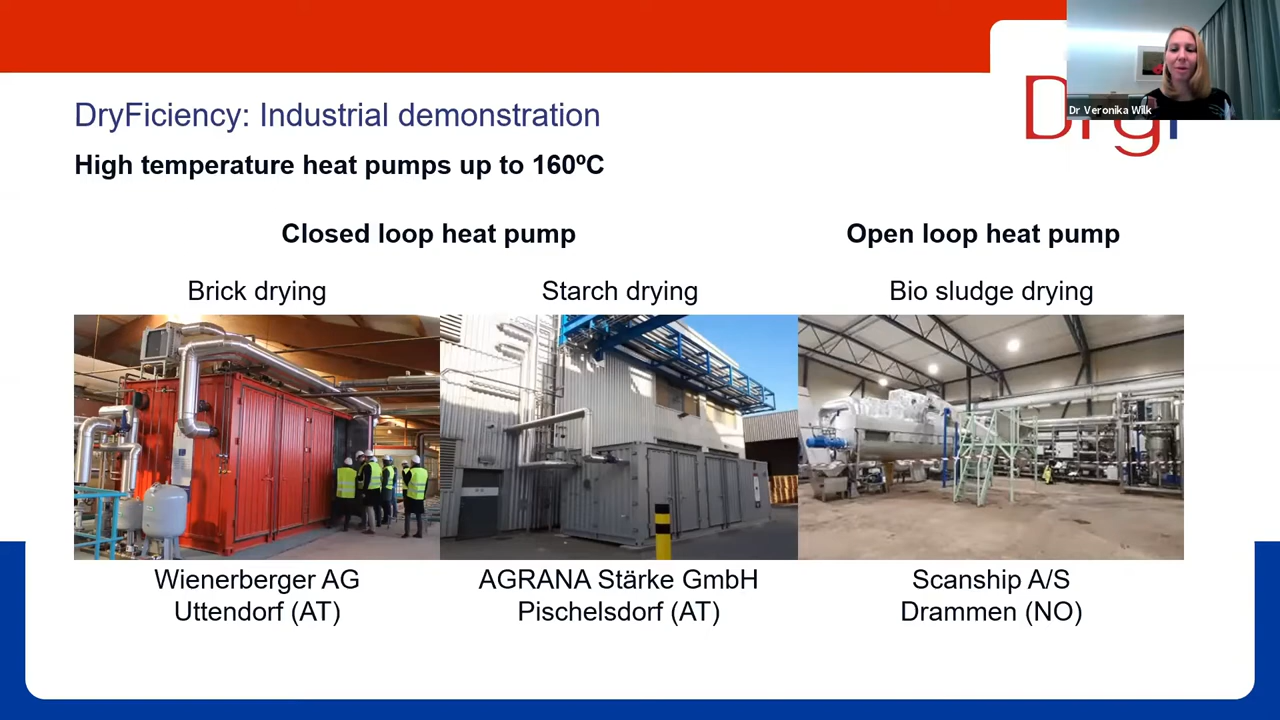 Dr Veronika Wilk
DryFiciency: Industrial demonstration
High temperature heat pumps up to 160ºC
Closed loop heat pump
Open loop heat pump
Brick drying
Starch drying
Bio sludge drying
Wienerberger AG
Uttendorf (AT)
AGRANA Stärke GmbH
Pischelsdorf (AT)
Scanship A/S
Drammen (NO)